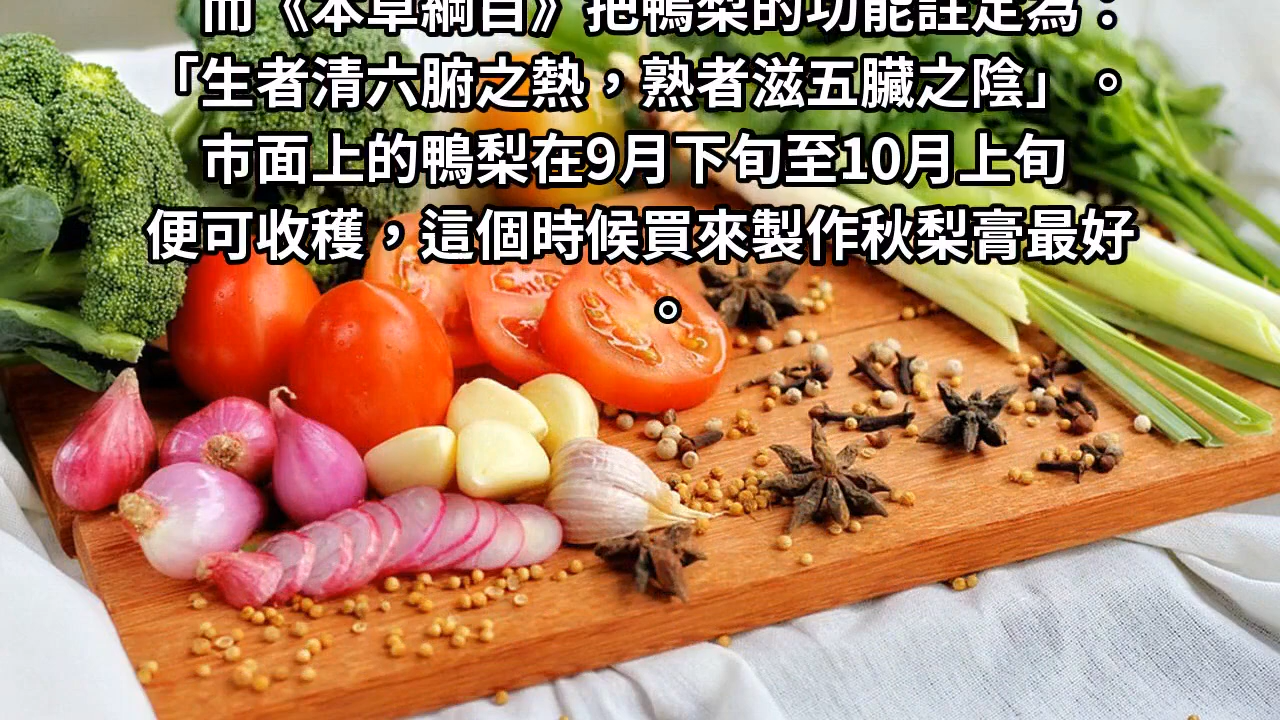 而《本草綱目》把鴨梨的功能註定為：
「生者清六腑之熱，熟者滋五臟之陰」。
市面上的鴨梨在9月下旬至10月上旬
便可收穫，這個時候買來製作秋梨膏最好
。